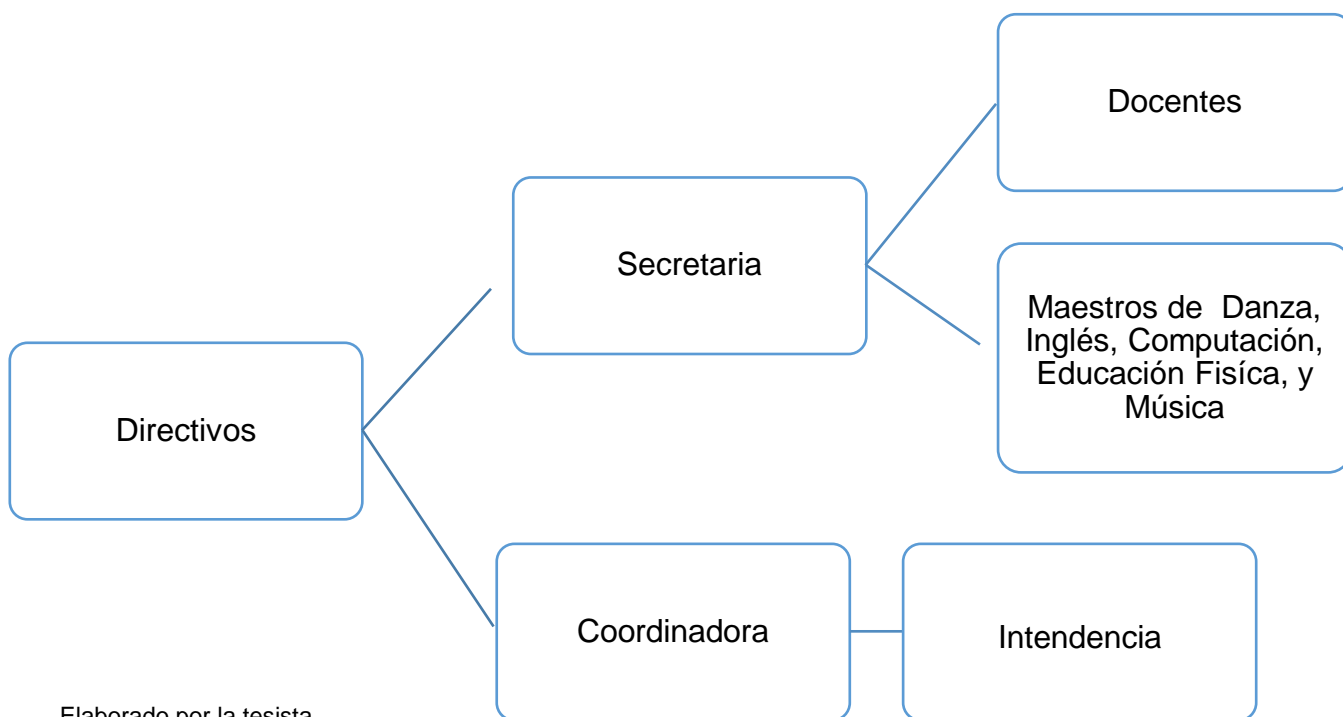 Docentes
Secretaria
Maestros de Danza,
Inglés, Computación,
Educación Fisíca, y
Música
Directivos
Coordinadora
Intendencia
Elaborado por la tesista